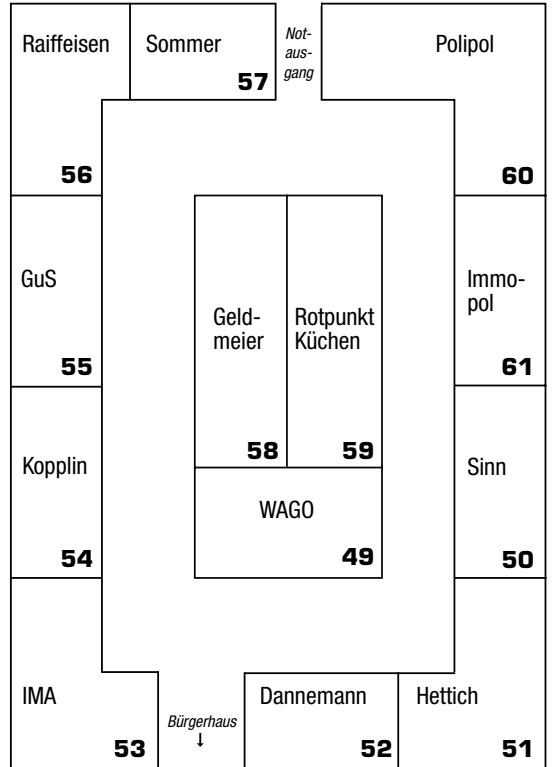 Raiffeisen
56
Sommer
57
Not-
aus-
gang
Polipol
60
GuS
55
Geld-
meier
58
Rotpunkt
Küchen
59
Immo-
pol
61
Kopplin
54
WAGO
49
Sinn
50
IMA
53
Bürgerhaus
↓
Dannemann
52
Hettich
51